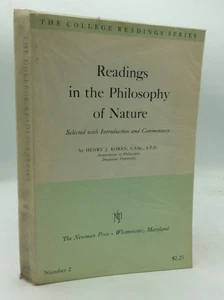 THE COLLEGE READINGS SERIES
Readings
in the Philosophy
of Nature
Selected with Introduction and Commentary
by HENRY J. KOREN, C.S.Sp., S.T.D.
Department of Philosophy,
Duquesne University
The Newman Press – Westminster, Maryland
Number 2
$2.25